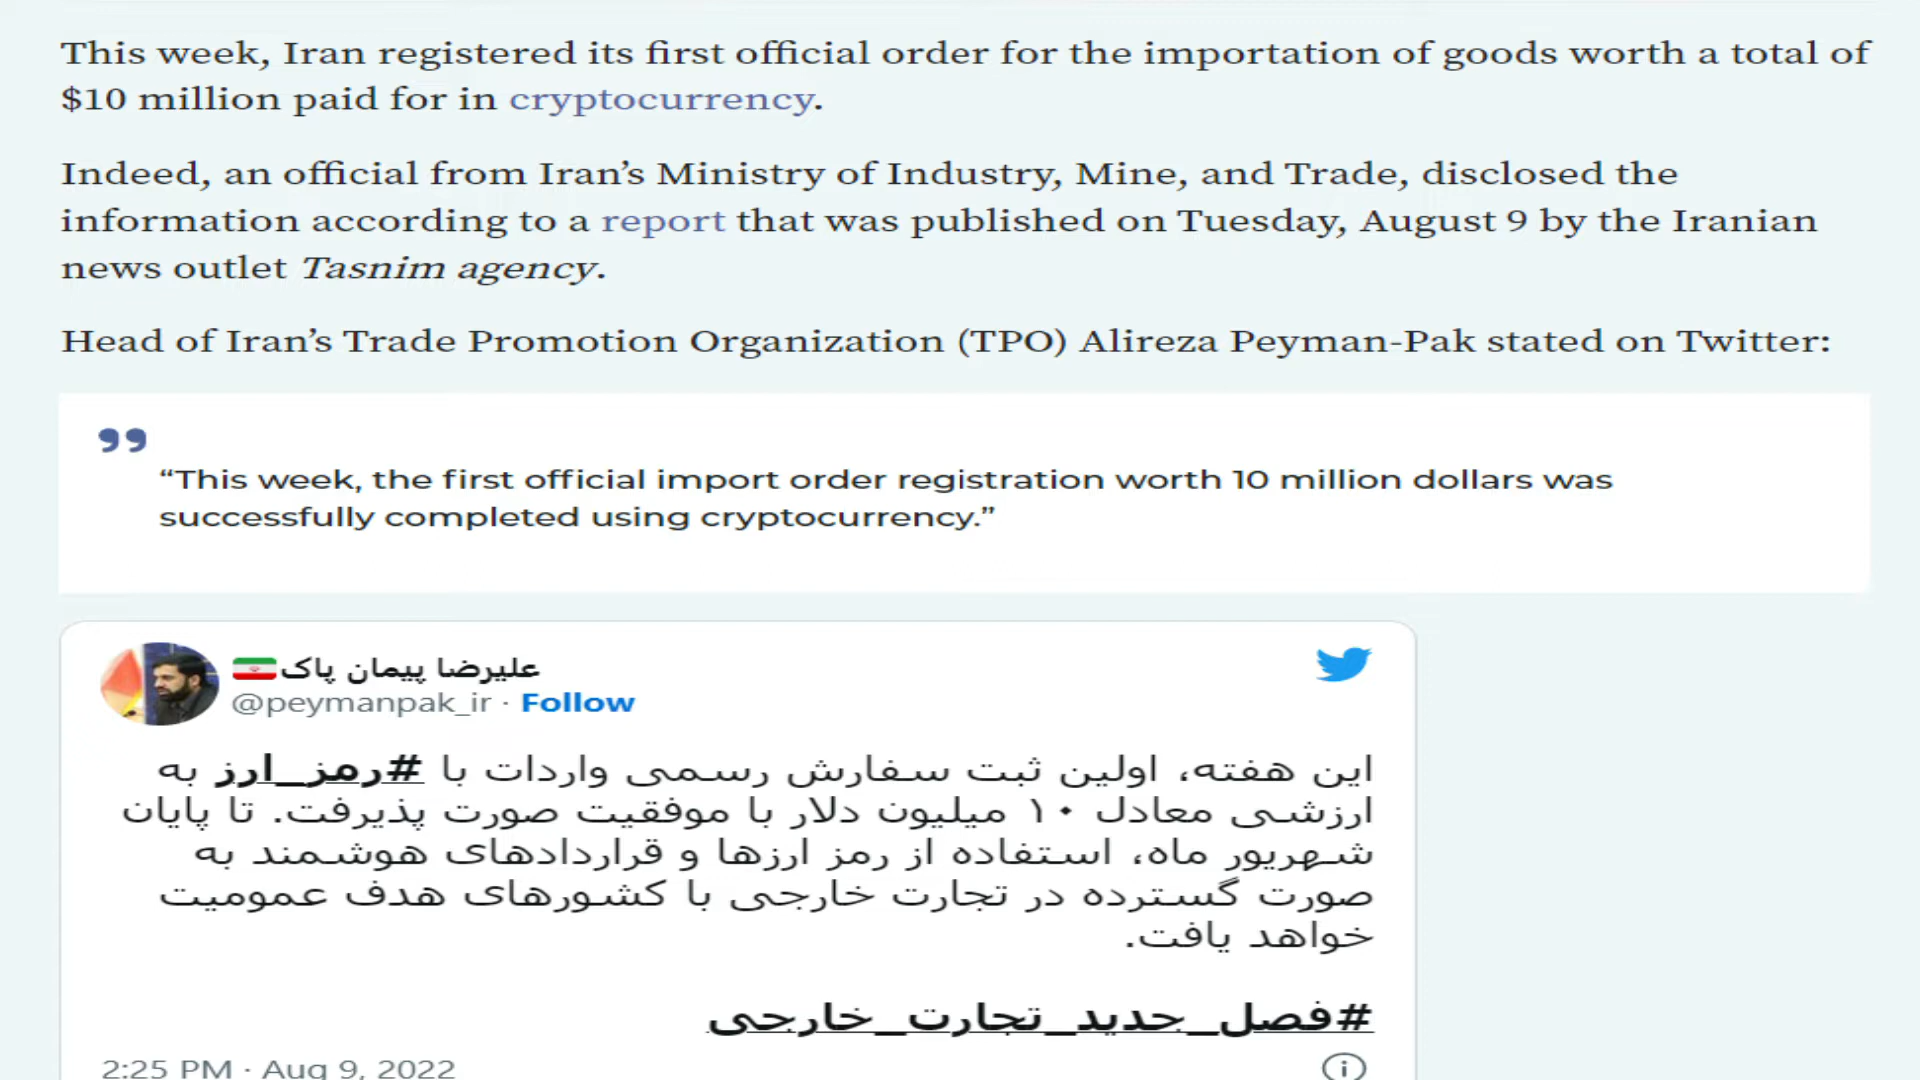 This week, Iran registered its first official order for the importation of goods worth a total of
$10 million paid for in cryptocurrency.
Indeed, an official from Iran’s Ministry of Industry, Mine, and Trade, disclosed the
information according to a report that was published on Tuesday, August 9 by the Iranian
news outlet Tasnim agency.
Head of Iran’s Trade Promotion Organization (TPO) Alireza Peyman-Pak stated on Twitter:
“This week, the first official import order registration worth 10 million dollars was
successfully completed using cryptocurrency.”
علیرضا پیمان پاک
@peymanpak_ir · Follow
این هفته، اولین ثبت سفارش رسمی واردات با #رمز_ارز به
ارزشی معادل ۱۰ میلیون دلار با موفقیت صورت پذیرفت. تا پایان
شهریور ماه، استفاده از رمز ارزها و قراردادهای هوشمند به
صورت گسترده در تجارت خارجی با کشورهای هدف عمومیت
خواهد یافت.
#فصل_جدید_تجارت_خارجی
2:25 PM · Aug 9, 2022